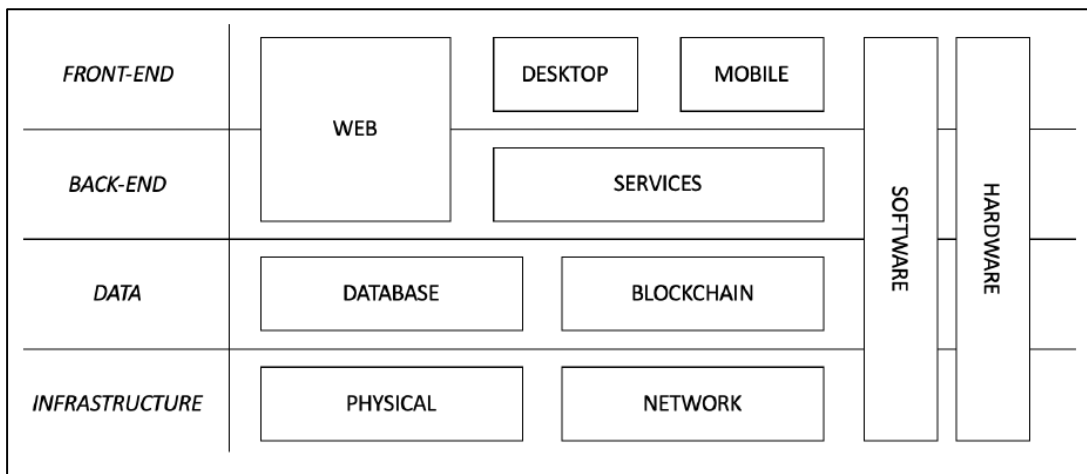 FRONT-END
WEB
DESKTOP
MOBILE
BACK-END
SERVICES
SOFTWARE
HARDWARE
DATA
DATABASE
BLOCKCHAIN
INFRASTRUCTURE
PHYSICAL
NETWORK